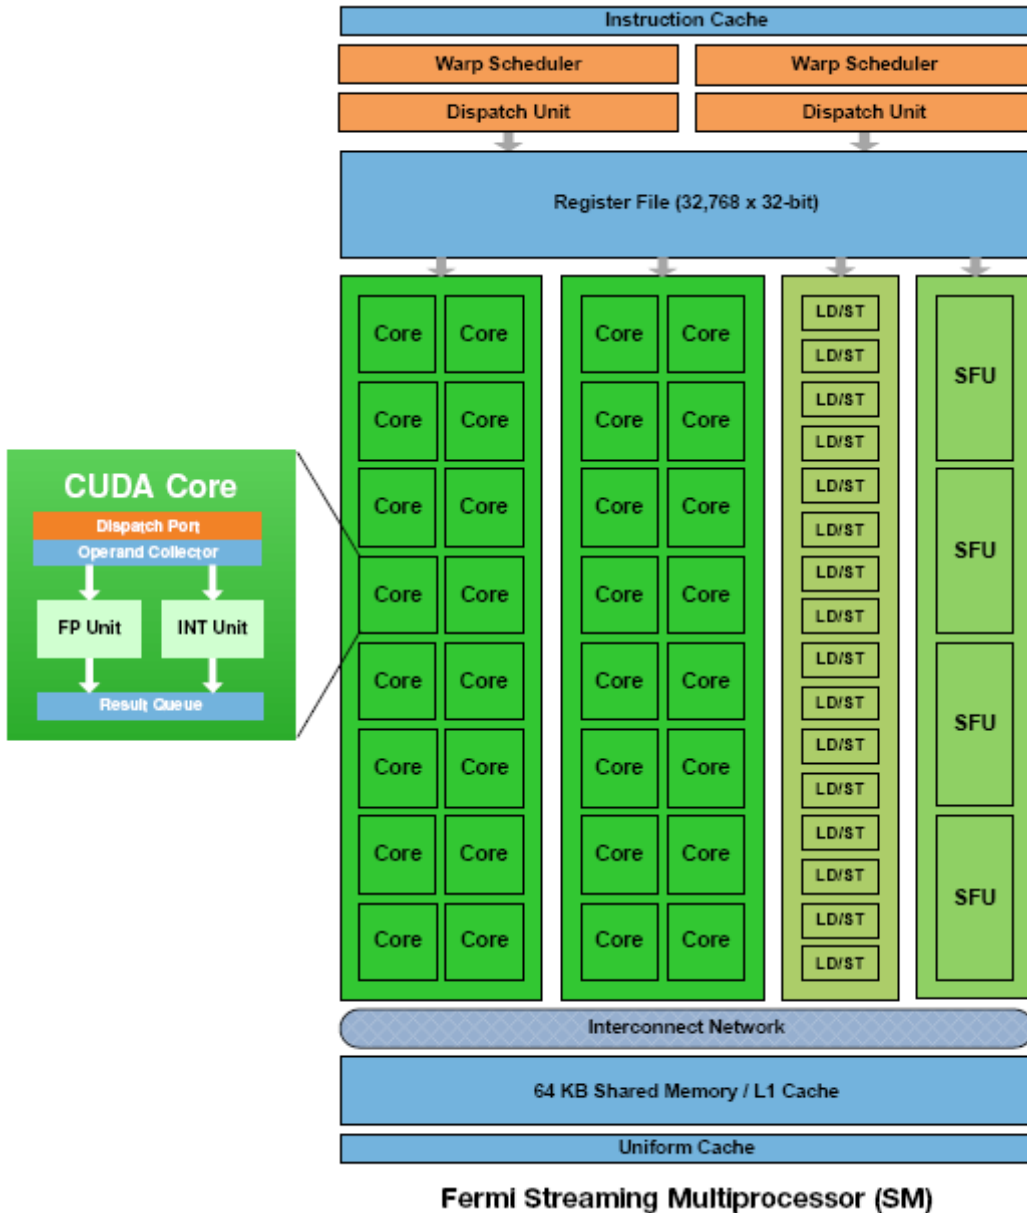 Instruction Cache
Warp Scheduler Warp Scheduler
Dispatch Unit Dispatch Unit
Register File (32,768 x 32-bit)
Core Core Core Core LD/ST
LD/ST
SFU
Core Core Core Core LD/ST
LD/ST
Core Core Core Core LD/ST
LD/ST
SFU
Core Core Core Core LD/ST
LD/ST
Core Core Core Core LD/ST
LD/ST
SFU
Core Core Core Core LD/ST
LD/ST
Core Core Core Core LD/ST
LD/ST
SFU
Core Core Core Core LD/ST
LD/ST
CUDA Core
Dispatch Port
Operand Collector
FP Unit INT Unit
Result Queue
Interconnect Network
64 KB Shared Memory / L1 Cache
Uniform Cache
Fermi Streaming Multiprocessor (SM)